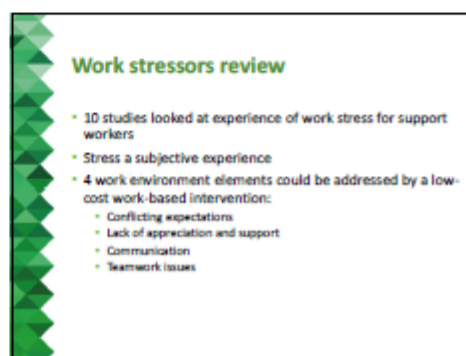 Work stressors review
10 studies looked at experience of work stress for support
workers
Stress a subjective experience
4 work environment elements could be addressed by a low-
cost work-based intervention:
Conflicting expectations
Lack of appreciation and support
Communication
Teamwork issues